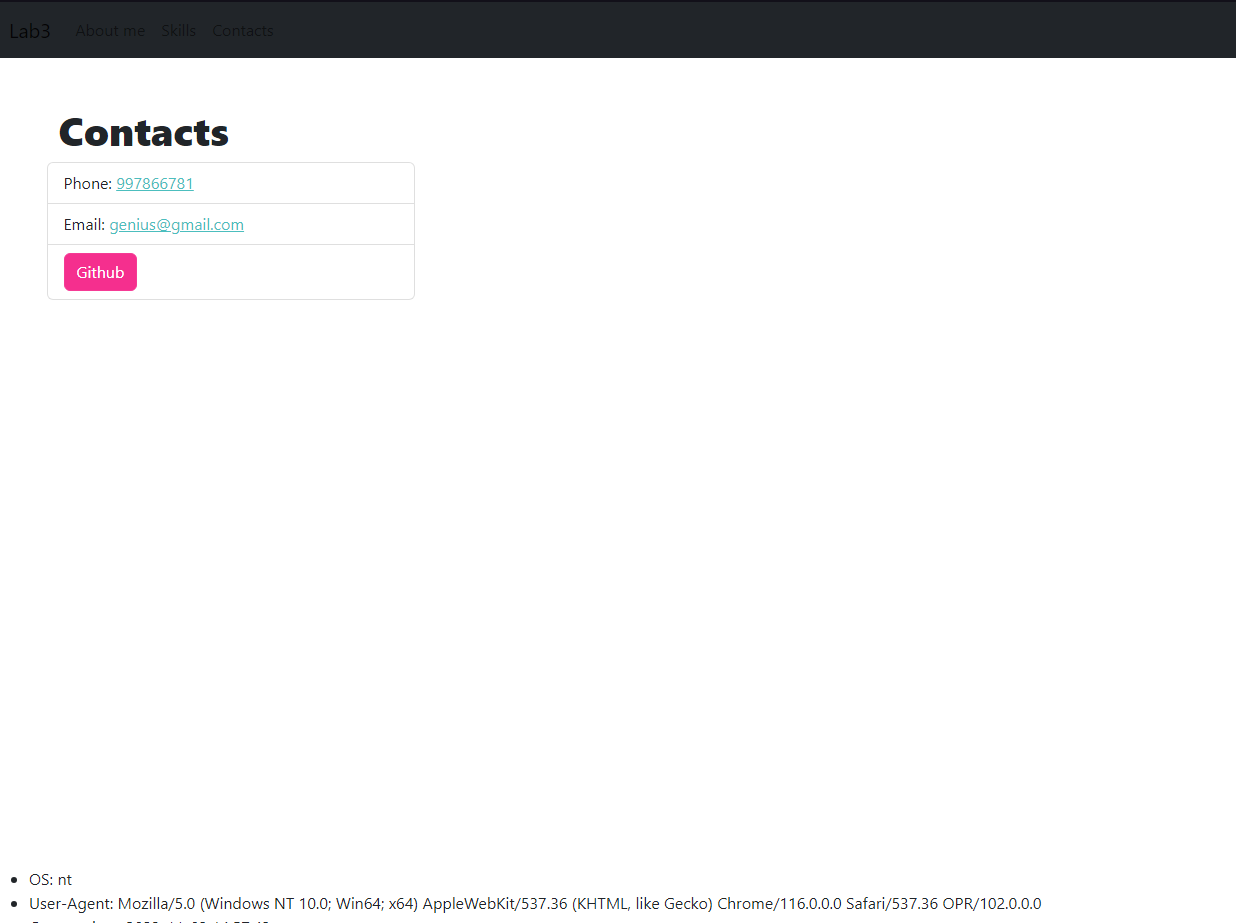 Lab3 About me Skills Contacts
Contacts
Phone: 997866781
Email: genius@gmail.com
Github
OS: nt
User-Agent: Mozilla/5.0 (Windows NT 10.0; Win64; x64) AppleWebKit/537.36 (KHTML, like Gecko) Chrome/116.0.0.0 Safari/537.36 OPR/102.0.0.0